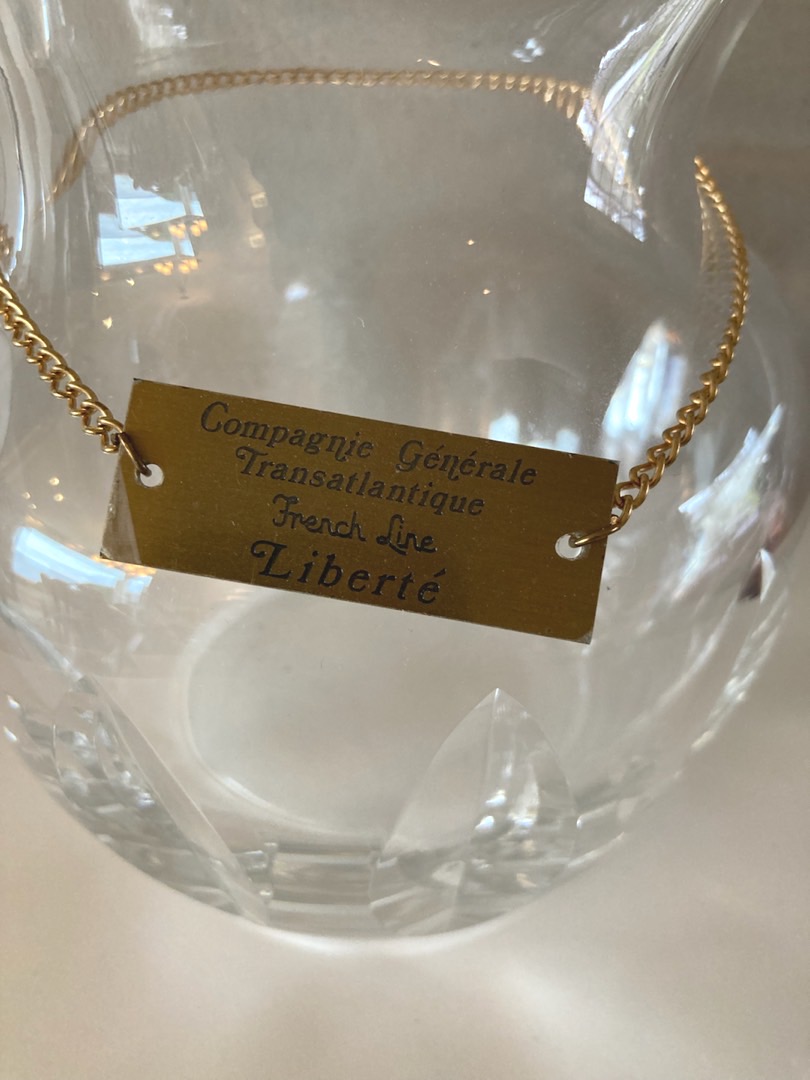 Compagnie Générale
Transatlantique
French Line
Liberté